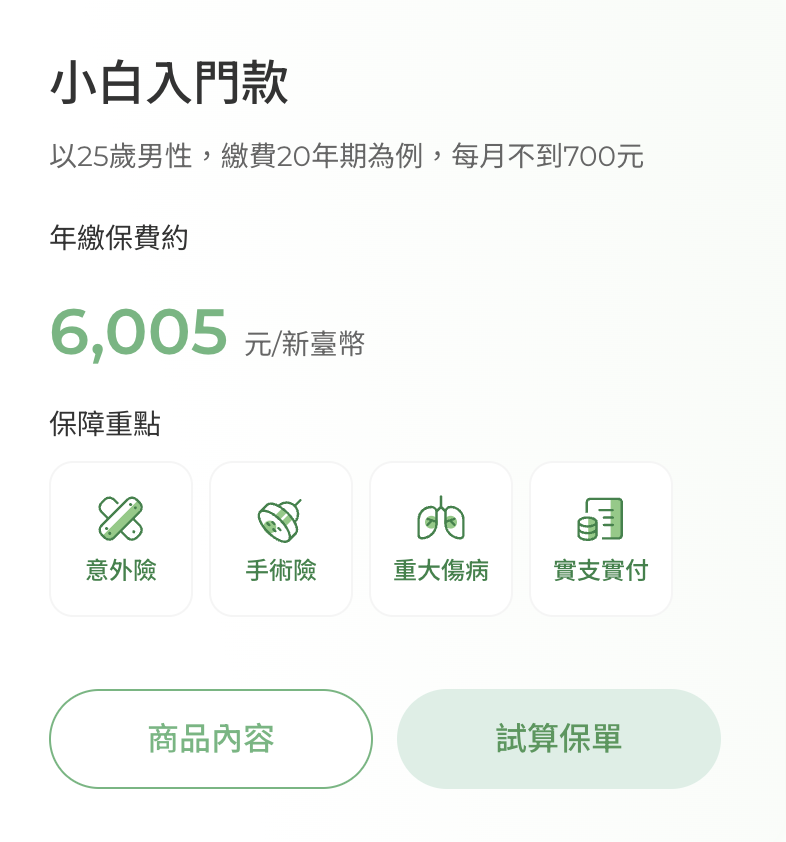 小白入門款
以25歲男性，繳費20年期為例，每月不到700元
年繳保費約
6,005 元/新臺幣
保障重點
意外險 手術險 重大傷病 實支實付
商品內容 試算保單